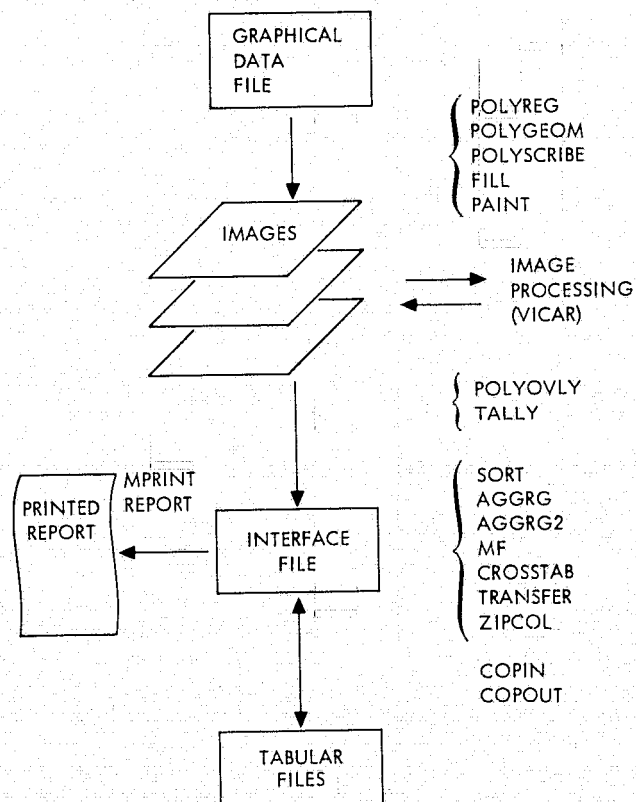 GRAPHICAL
DATA
FILE
POLYREG
POLYGEOM
POLYSCRIBE
FILL
PAINT
IMAGES
IMAGE
PROCESSING
(VICAR)
POLYOVLY
TALLY
PRINTED
REPORT
MPRINT
REPORT
INTERFACE
FILE
SORT
AGGRG
AGGRG2
MF
CROSSTAB
TRANSFER
ZIPCOL
COPIN
COPOUT
TABULAR
FILES